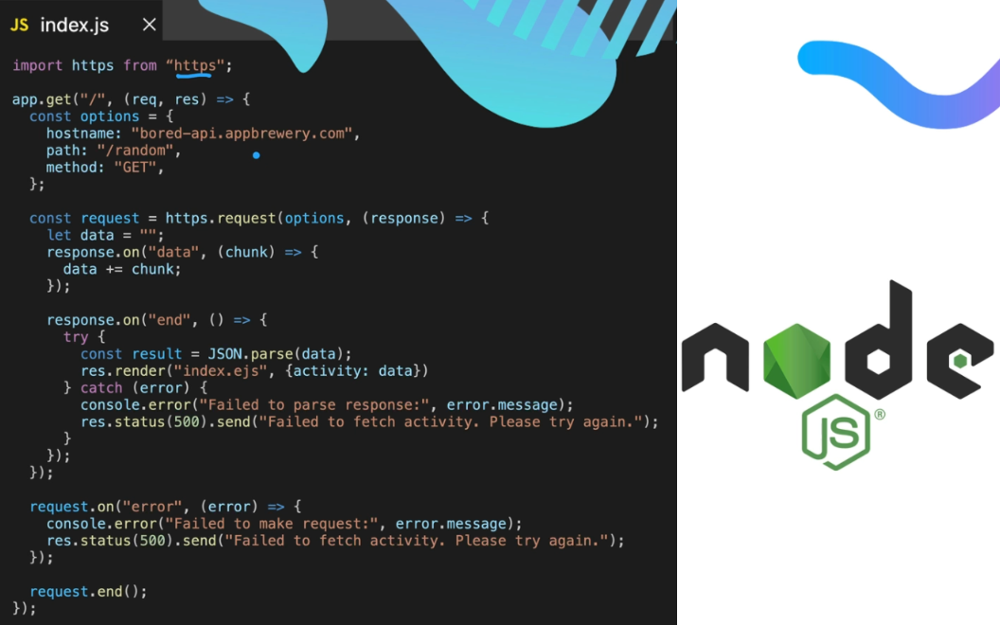 JS index.js ×
import https from “https";
app.get("/", (req, res) => {
const options = {
hostname: "bored-api.appbrewery.com",
path: "/random",
method: "GET",
};
const request = https.request(options, (response) => {
let data = "";
response.on("data", (chunk) => {
data += chunk;
});
response.on("end", () => {
try {
const result = JSON.parse(data);
res.render("index.ejs", {activity: data})
} catch (error) {
console.error("Failed to parse response:", error.message);
res.status(500).send("Failed to fetch activity. Please try again.");
}
});
});
request.on("error", (error) => {
console.error("Failed to make request:", error.message);
res.status(500).send("Failed to fetch activity. Please try again.");
});
request.end();
});
node
JS®